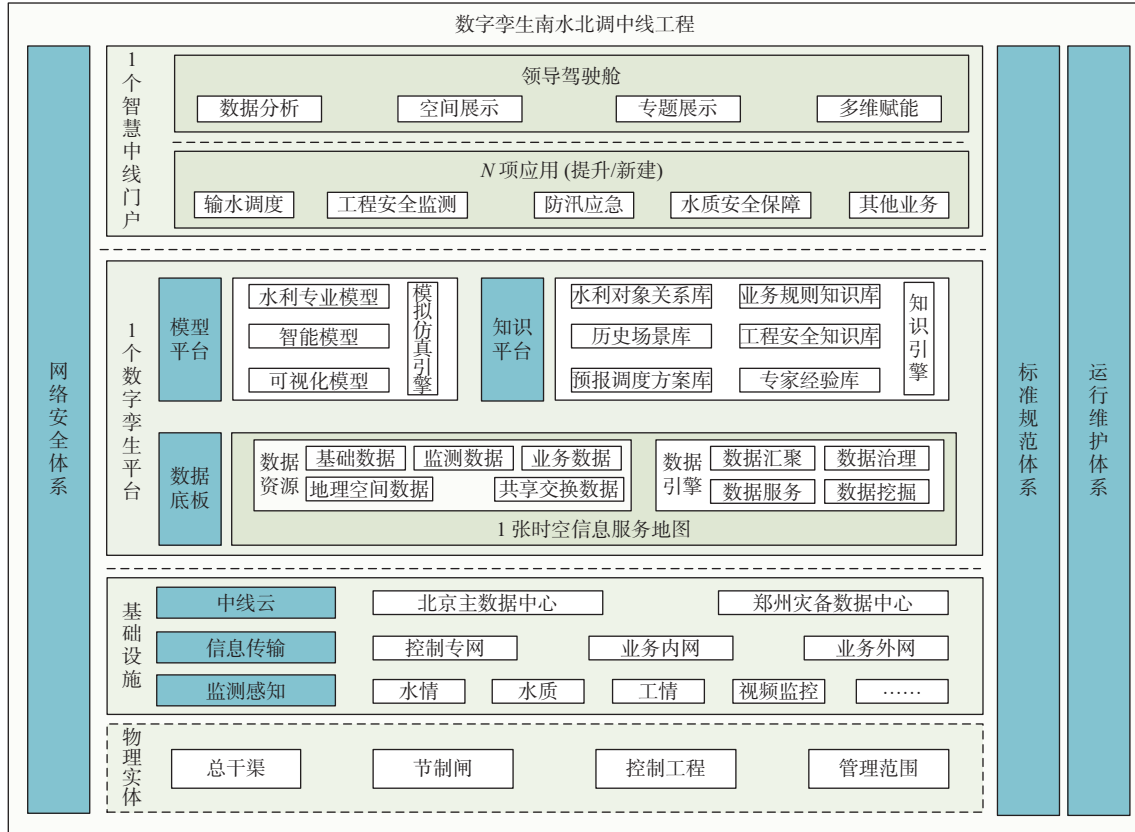 数字孪生南水北调中线工程
网络安全体系
1个智慧中线门户
领导驾驶舱
数据分析 空间展示 专题展示 多维赋能
N 项应用 (提升/新建)
输水调度 工程安全监测 防汛应急 水质安全保障 其他业务
1个数字孪生平台
模型平台
水利专业模型
智能模型
可视化模型
模拟仿真引擎
知识平台
水利对象关系库 业务规则知识库
历史场景库 工程安全知识库
预报调度方案库 专家经验库
知识引擎
数据底板
数据资源
基础数据 监测数据 业务数据
地理空间数据 共享交换数据
数据引擎
数据汇聚 数据治理
数据服务 数据挖掘
1 张时空信息服务地图
基础设施
中线云 北京主数据中心 郑州灾备数据中心
信息传输 控制专网 业务内网 业务外网
监测感知 水情 水质 工情 视频监控 ……
物理实体
总干渠 节制闸 控制工程 管理范围
标准规范体系
运行维护体系